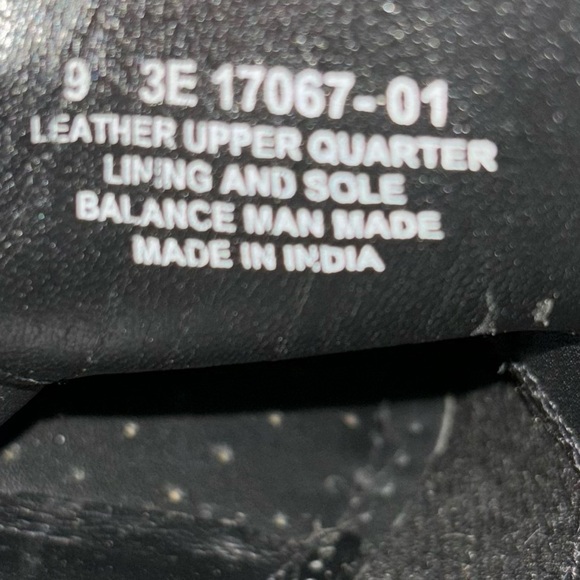 9 3E 17067-01
LEATHER UPPER QUARTER
LINING AND SOLE
BALANCE MAN MADE
MADE IN INDIA